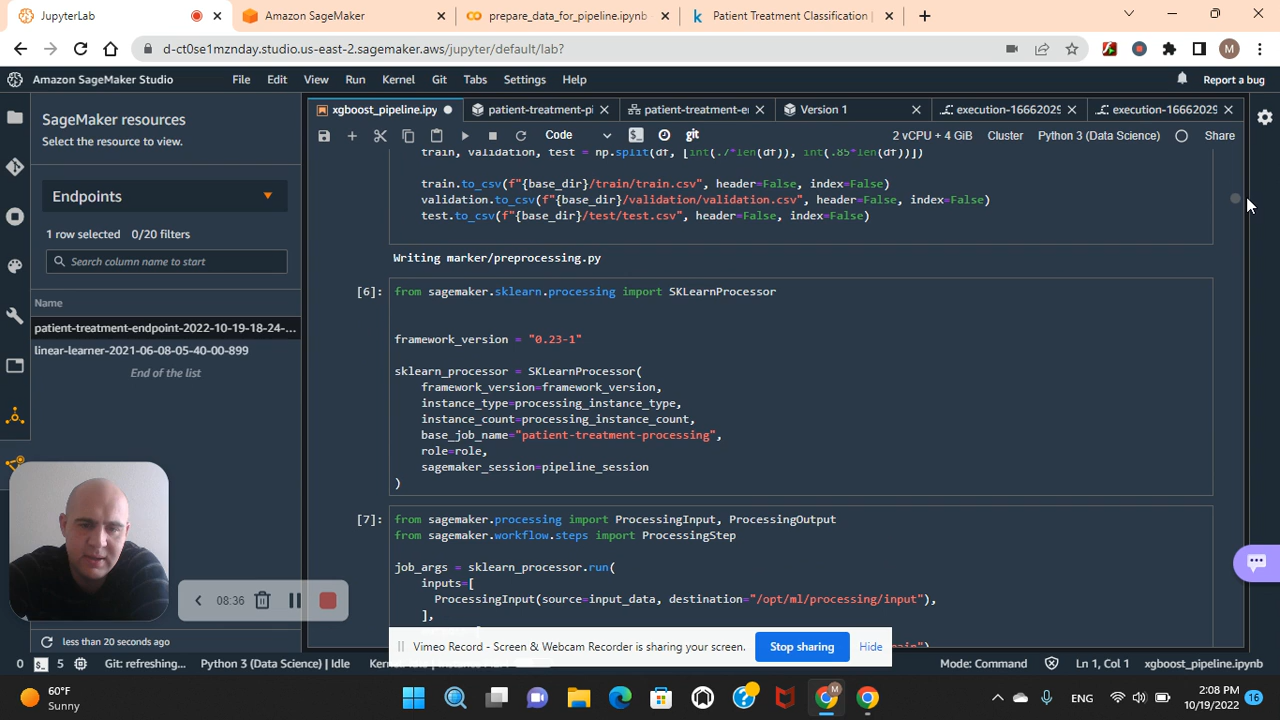 JupyterLab
Amazon SageMaker
prepare_data_for_pipeline.ipynb
Patient Treatment Classification
d-ct0se1mznday.studio.us-east-2.sagemaker.aws/jupyter/default/lab?
M
Amazon SageMaker Studio
File Edit View Run Kernel Git Tabs Settings Help
Report a bug
xgboost_pipeline.ipy
patient-treatment-pi
patient-treatment-e
Version 1
execution-16662029
execution-16662029
Code
git
2 vCPU + 4 GiB
Cluster
Python 3 (Data Science)
Share
SageMaker resources
Select the resource to view.
Endpoints
1 row selected 0/20 filters
Search column name to start
Name
patient-treatment-endpoint-2022-10-19-18-24-...
linear-learner-2021-06-08-05-40-00-899
End of the list
train, validation, test = np.split(df, [int(.7*len(df)), int(.85*len(df))])
train.to_csv(f"{base_dir}/train/train.csv", header=False, index=False)
validation.to_csv(f"{base_dir}/validation/validation.csv", header=False, index=False)
test.to_csv(f"{base_dir}/test/test.csv", header=False, index=False)
Writing marker/preprocessing.py
[6]:
from sagemaker.sklearn.processing import SKLearnProcessor
framework_version = "0.23-1"
sklearn_processor = SKLearnProcessor(
framework_version=framework_version,
instance_type=processing_instance_type,
instance_count=processing_instance_count,
base_job_name="patient-treatment-processing",
role=role,
sagemaker_session=pipeline_session
)
[7]:
from sagemaker.processing import ProcessingInput, ProcessingOutput
from sagemaker.workflow.steps import ProcessingStep
job_args = sklearn_processor.run(
inputs=[
ProcessingInput(source=input_data, destination="/opt/ml/processing/input"),
],
08:36
less than 20 seconds ago
Vimeo Record - Screen & Webcam Recorder is sharing your screen.
Stop sharing
Hide
0
5
Git: refreshing...
Python 3 (Data Science) | Idle
Mode: Command
Ln 1, Col 1
xgboost_pipeline.ipynb
60°F
Sunny
ENG
2:08 PM
10/19/2022
16